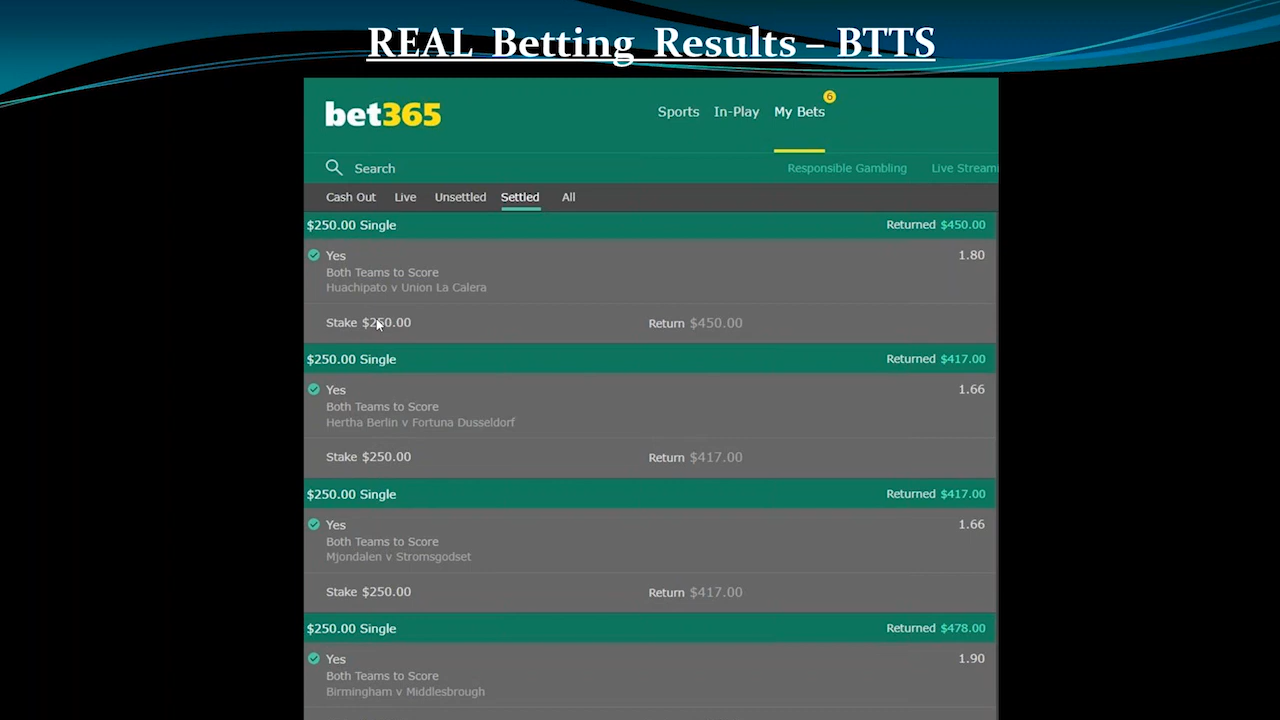 REAL Betting Results – BTTS
bet365
Sports In-Play My Bets 6
Search
Responsible Gambling Live Streami
Cash Out Live Unsettled Settled All
$250.00 Single Returned $450.00
Yes 1.80
Both Teams to Score
Huachipato v Union La Calera
Stake $250.00 Return $450.00
$250.00 Single Returned $417.00
Yes 1.66
Both Teams to Score
Hertha Berlin v Fortuna Dusseldorf
Stake $250.00 Return $417.00
$250.00 Single Returned $417.00
Yes 1.66
Both Teams to Score
Mjondalen v Stromsgodset
Stake $250.00 Return $417.00
$250.00 Single Returned $478.00
Yes 1.90
Both Teams to Score
Birmingham v Middlesbrough